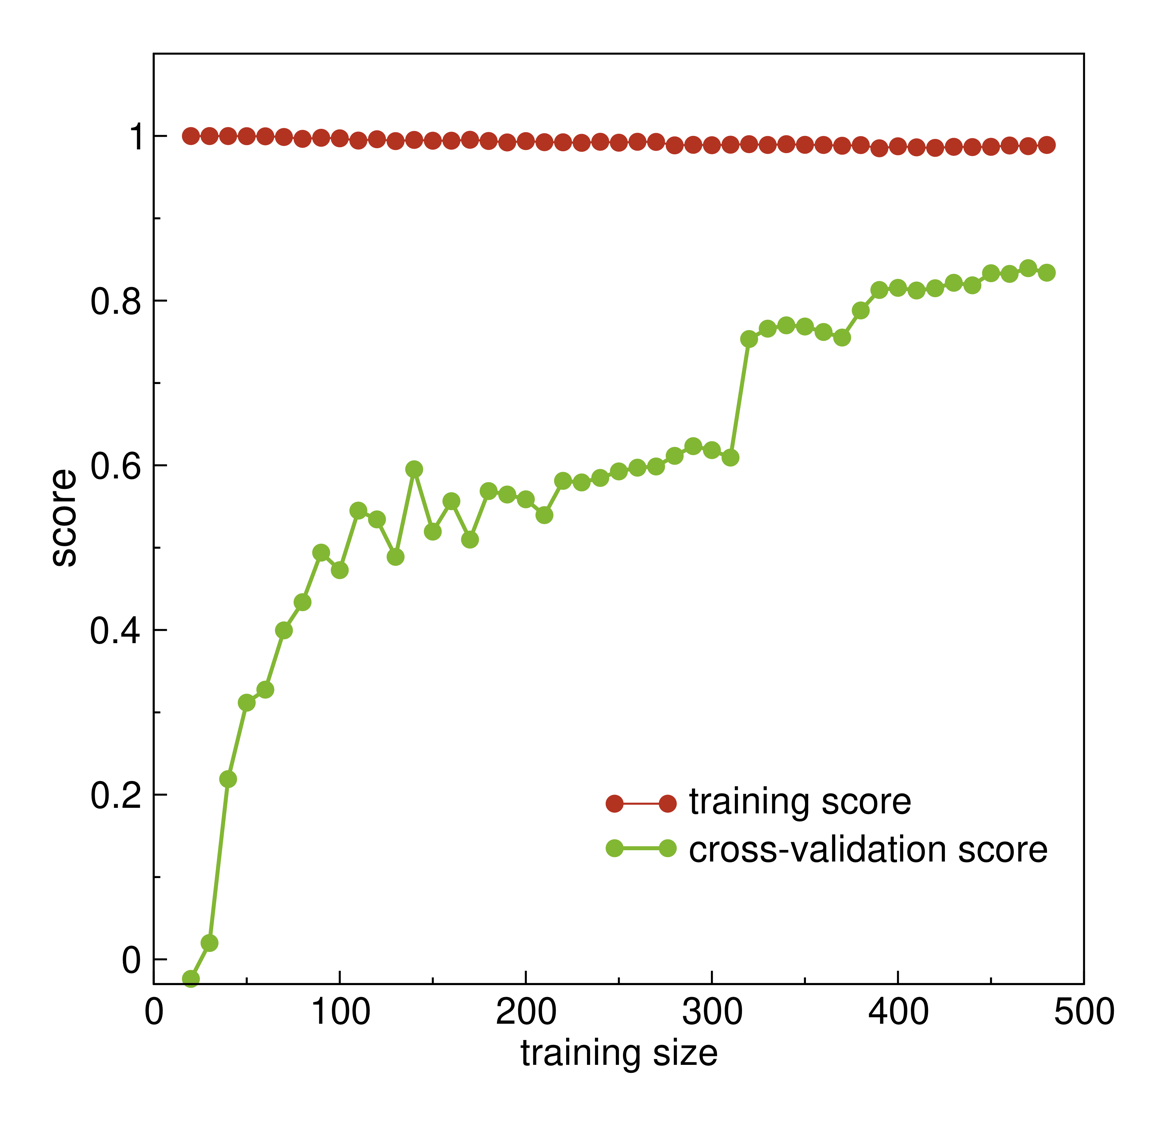 1
0.8
0.6
0.4
0.2
0
score
training score
cross-validation score
0 100 200 300 400 500
training size